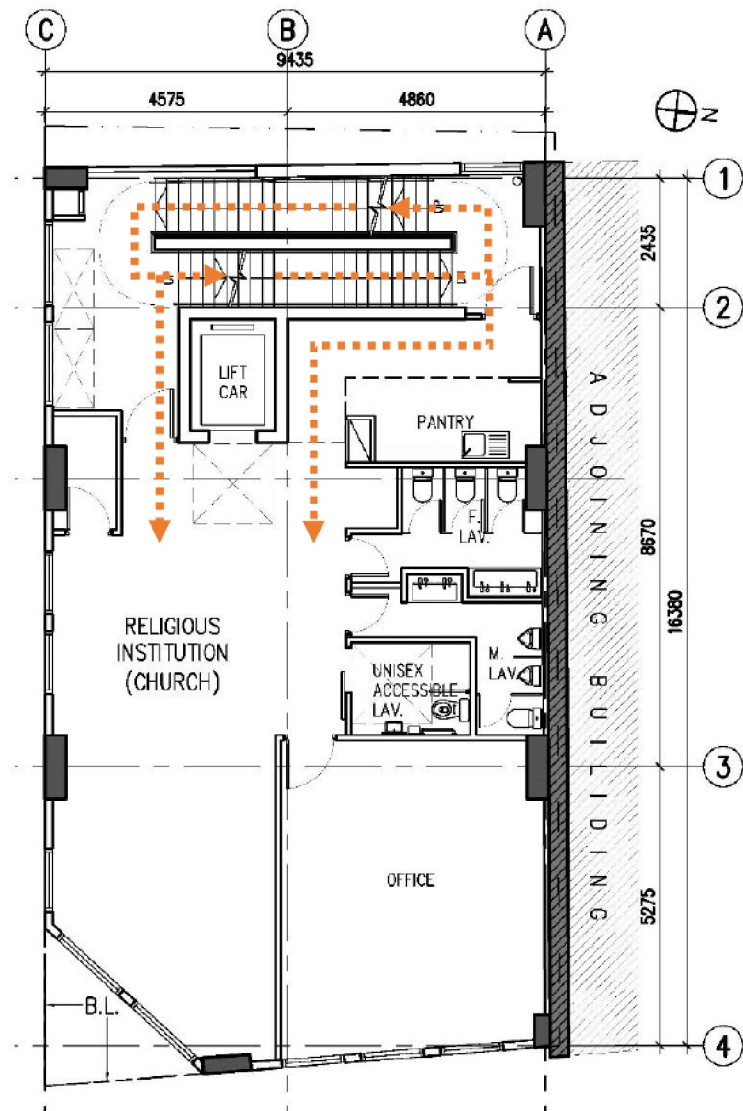 C
B
A
9435
4575
4860
N
1
2435
2
LIFT
CAR
PANTRY
F.
LAV.
8670
16380
ADJOINING BUILIDING
RELIGIOUS
INSTITUTION
(CHURCH)
UNISEX
ACCESSIBLE
LAV.
M.
LAV.
3
OFFICE
5275
B.L.
4